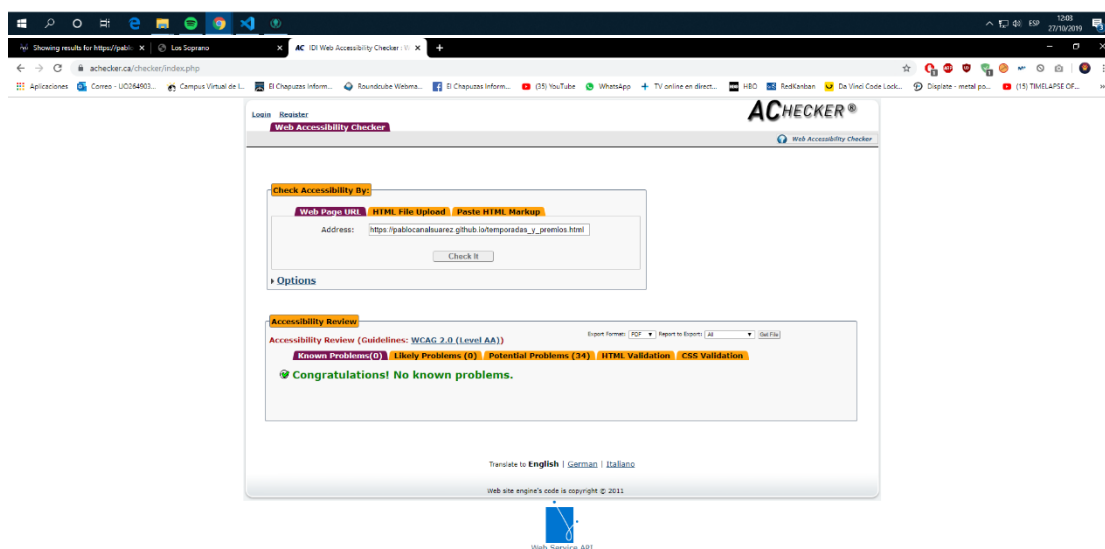 ESP
12:03
27/10/2019
Showing results for https://pablo
Los Soprano
AC IDI Web Accessibility Checker : W
achecker.ca/checker/index.php
Aplicaciones
Correo - UO264903...
Campus Virtual de l...
El Chapuzas Inform...
Roundcube Webma...
El Chapuzas Inform...
(35) YouTube
WhatsApp
TV online en direct...
HBO
RedKanban
Da Vinci Code Lock...
Displate - metal po...
(15) TIMELAPSE OF...
Login Register
ACHECKER ®
Web Accessibility Checker
Web Accessibility Checker
Check Accessibility By:
Web Page URL HTML File Upload Paste HTML Markup
Address: https://pablocanalsuarez.github.io/temporadas_y_premios.html
Check It
Options
Accessibility Review
Export Format: PDF Report to Export: All Get File
Accessibility Review (Guidelines: WCAG 2.0 (Level AA))
Known Problems(0) Likely Problems (0) Potential Problems (34) HTML Validation CSS Validation
Congratulations! No known problems.
Translate to English | German | Italiano
Web site engine's code is copyright © 2011
Web Service API